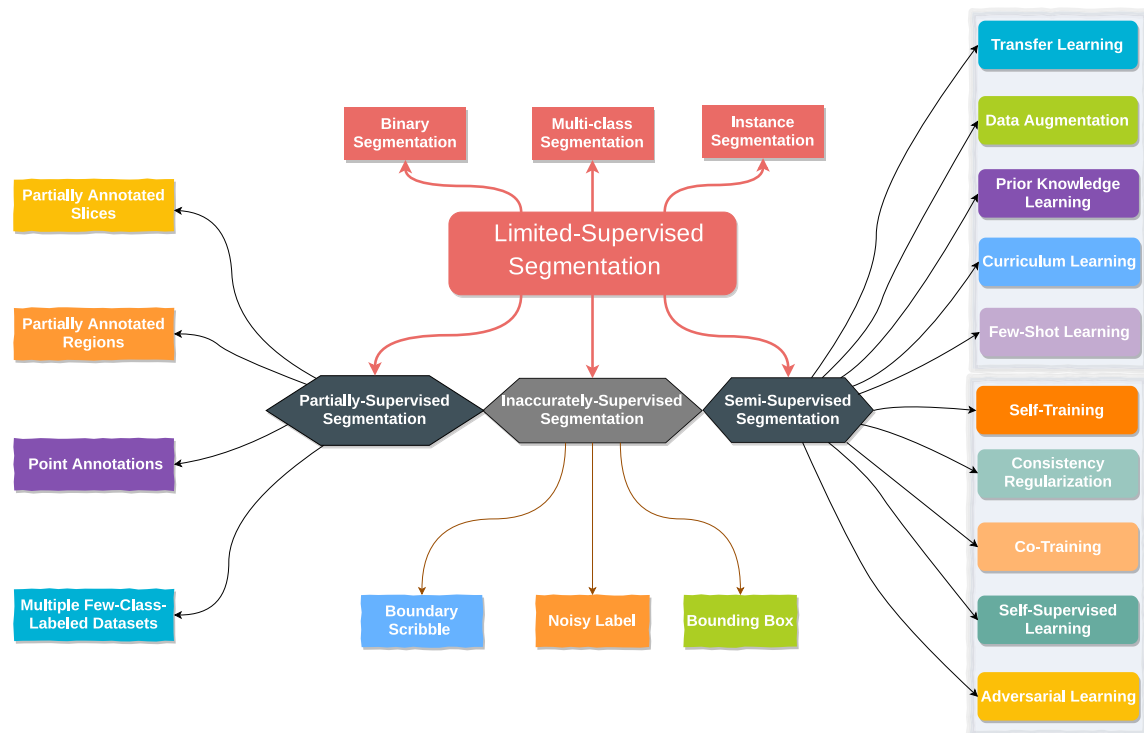 Transfer Learning
Data Augmentation
Prior Knowledge
Learning
Curriculum Learning
Few-Shot Learning
Binary
Segmentation
Multi-class
Segmentation
Instance
Segmentation
Limited-Supervised
Segmentation
Partially Annotated
Slices
Partially Annotated
Regions
Point Annotations
Multiple Few-Class-
Labeled Datasets
Partially-Supervised
Segmentation
Inaccurately-Supervised
Segmentation
Semi-Supervised
Segmentation
Boundary
Scribble
Noisy Label
Bounding Box
Self-Training
Consistency
Regularization
Co-Training
Self-Supervised
Learning
Adversarial Learning